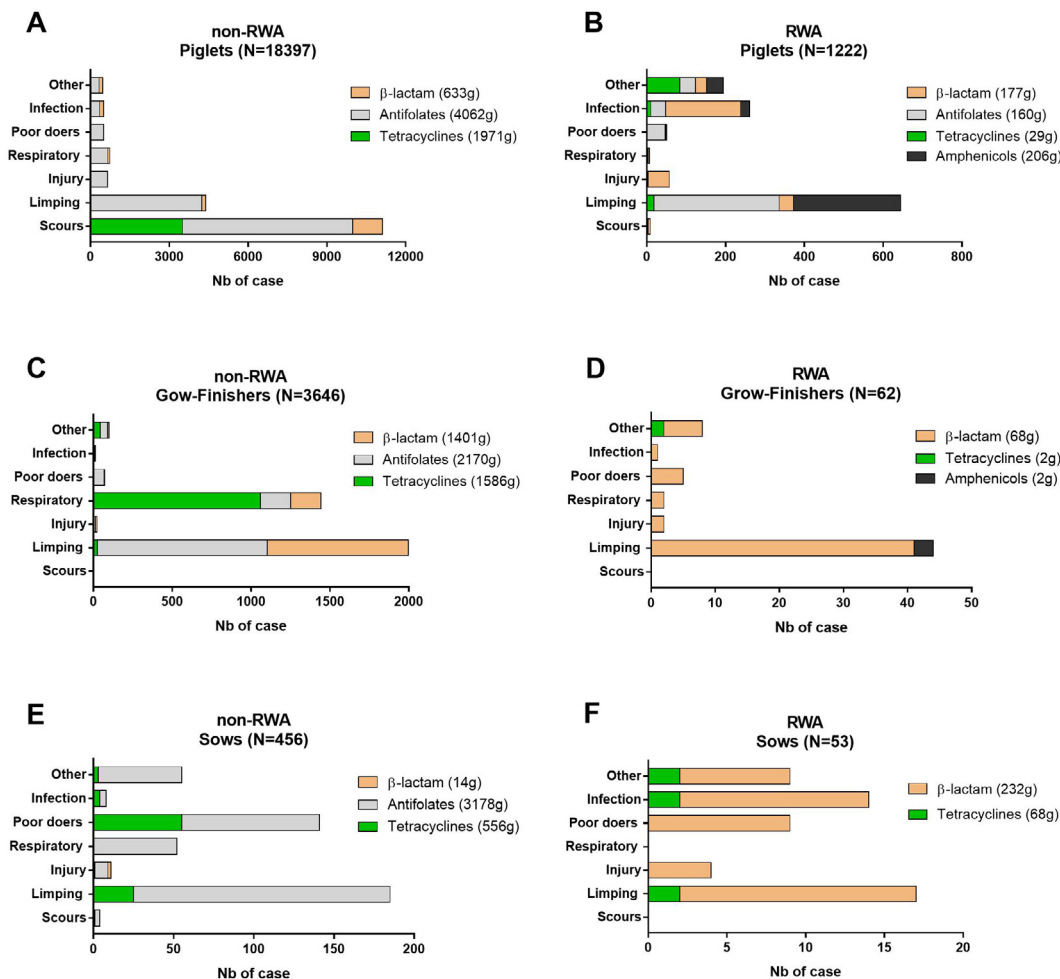 A
non-RWA
Piglets (N=18397)
Other
Infection
Poor doers
Respiratory
Injury
Limping
Scours
β-lactam (633g)
Antifolates (4062g)
Tetracyclines (1971g)
0 3000 6000 9000 12000
Nb of case
B
RWA
Piglets (N=1222)
Other
Infection
Poor doers
Respiratory
Injury
Limping
Scours
β-lactam (177g)
Antifolates (160g)
Tetracyclines (29g)
Amphenicols (206g)
0 200 400 600 800
Nb of case
C
non-RWA
Gow-Finishers (N=3646)
Other
Infection
Poor doers
Respiratory
Injury
Limping
Scours
β-lactam (1401g)
Antifolates (2170g)
Tetracyclines (1586g)
0 500 1000 1500 2000
Nb of case
D
RWA
Grow-Finishers (N=62)
Other
Infection
Poor doers
Respiratory
Injury
Limping
Scours
β-lactam (68g)
Tetracyclines (2g)
Amphenicols (2g)
0 10 20 30 40 50
Nb of case
E
non-RWA
Sows (N=456)
Other
Infection
Poor doers
Respiratory
Injury
Limping
Scours
β-lactam (14g)
Antifolates (3178g)
Tetracyclines (556g)
0 50 100 150 200
Nb of case
F
RWA
Sows (N=53)
Other
Infection
Poor doers
Respiratory
Injury
Limping
Scours
β-lactam (232g)
Tetracyclines (68g)
0 5 10 15 20
Nb of case